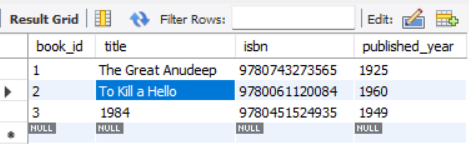 Result Grid Filter Rows: Edit:
book_id title isbn published_year
1 The Great Anudeep 9780743273565 1925
2 To Kill a Hello 9780061120084 1960
3 1984 9780451524935 1949
NULL NULL NULL NULL